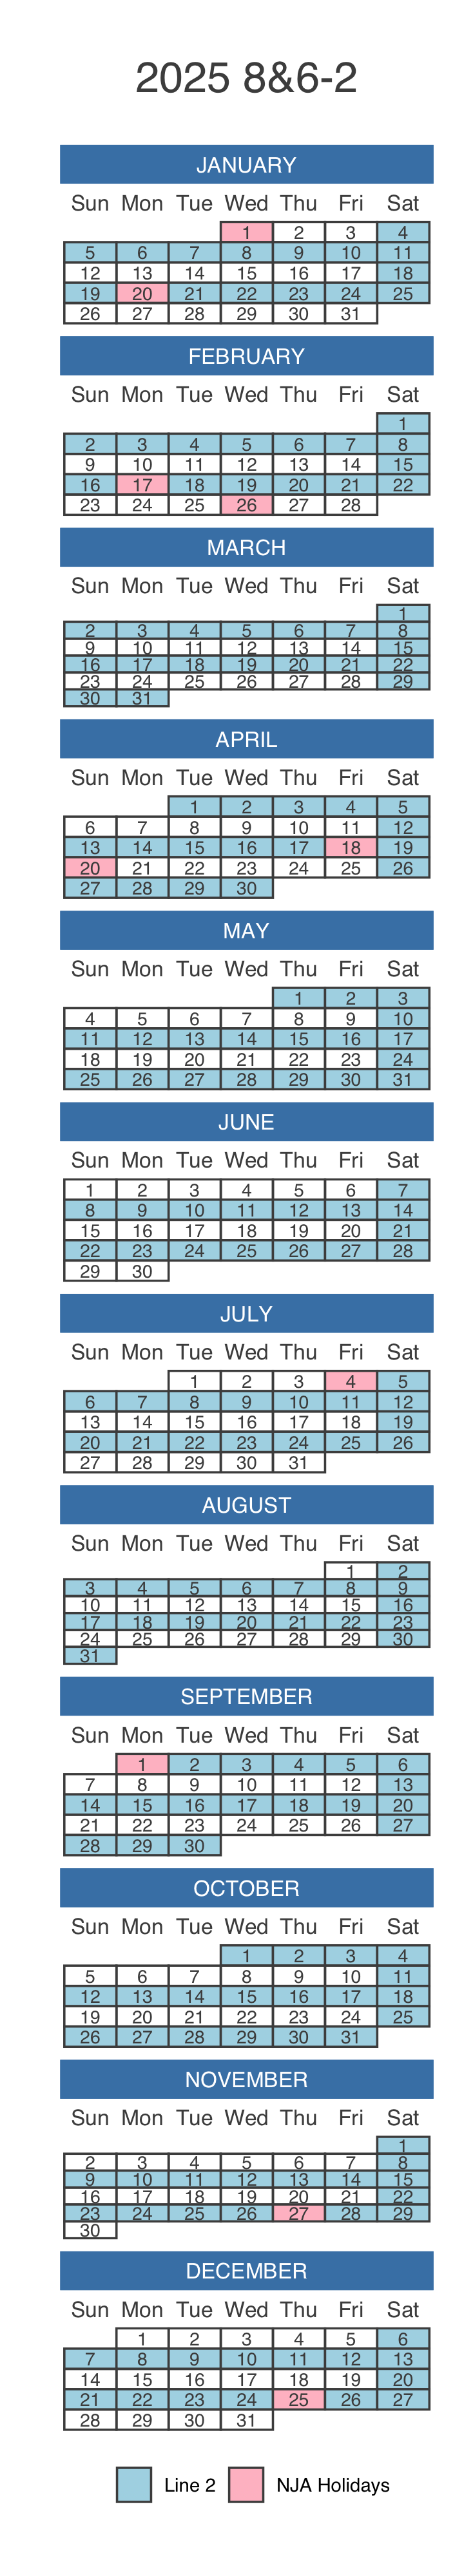 2025 8&6-2
JANUARY
Sun Mon Tue Wed Thu Fri Sat
1 2 3 4
5 6 7 8 9 10 11
12 13 14 15 16 17 18
19 20 21 22 23 24 25
26 27 28 29 30 31
FEBRUARY
Sun Mon Tue Wed Thu Fri Sat
1
2 3 4 5 6 7 8
9 10 11 12 13 14 15
16 17 18 19 20 21 22
23 24 25 26 27 28
MARCH
Sun Mon Tue Wed Thu Fri Sat
1
2 3 4 5 6 7 8
9 10 11 12 13 14 15
16 17 18 19 20 21 22
23 24 25 26 27 28 29
30 31
APRIL
Sun Mon Tue Wed Thu Fri Sat
1 2 3 4 5
6 7 8 9 10 11 12
13 14 15 16 17 18 19
20 21 22 23 24 25 26
27 28 29 30
MAY
Sun Mon Tue Wed Thu Fri Sat
1 2 3
4 5 6 7 8 9 10
11 12 13 14 15 16 17
18 19 20 21 22 23 24
25 26 27 28 29 30 31
JUNE
Sun Mon Tue Wed Thu Fri Sat
1 2 3 4 5 6 7
8 9 10 11 12 13 14
15 16 17 18 19 20 21
22 23 24 25 26 27 28
29 30
JULY
Sun Mon Tue Wed Thu Fri Sat
1 2 3 4 5
6 7 8 9 10 11 12
13 14 15 16 17 18 19
20 21 22 23 24 25 26
27 28 29 30 31
AUGUST
Sun Mon Tue Wed Thu Fri Sat
1 2
3 4 5 6 7 8 9
10 11 12 13 14 15 16
17 18 19 20 21 22 23
24 25 26 27 28 29 30
31
SEPTEMBER
Sun Mon Tue Wed Thu Fri Sat
1 2 3 4 5 6
7 8 9 10 11 12 13
14 15 16 17 18 19 20
21 22 23 24 25 26 27
28 29 30
OCTOBER
Sun Mon Tue Wed Thu Fri Sat
1 2 3 4
5 6 7 8 9 10 11
12 13 14 15 16 17 18
19 20 21 22 23 24 25
26 27 28 29 30 31
NOVEMBER
Sun Mon Tue Wed Thu Fri Sat
1
2 3 4 5 6 7 8
9 10 11 12 13 14 15
16 17 18 19 20 21 22
23 24 25 26 27 28 29
30
DECEMBER
Sun Mon Tue Wed Thu Fri Sat
1 2 3 4 5 6
7 8 9 10 11 12 13
14 15 16 17 18 19 20
21 22 23 24 25 26 27
28 29 30 31
Line 2 NJA Holidays